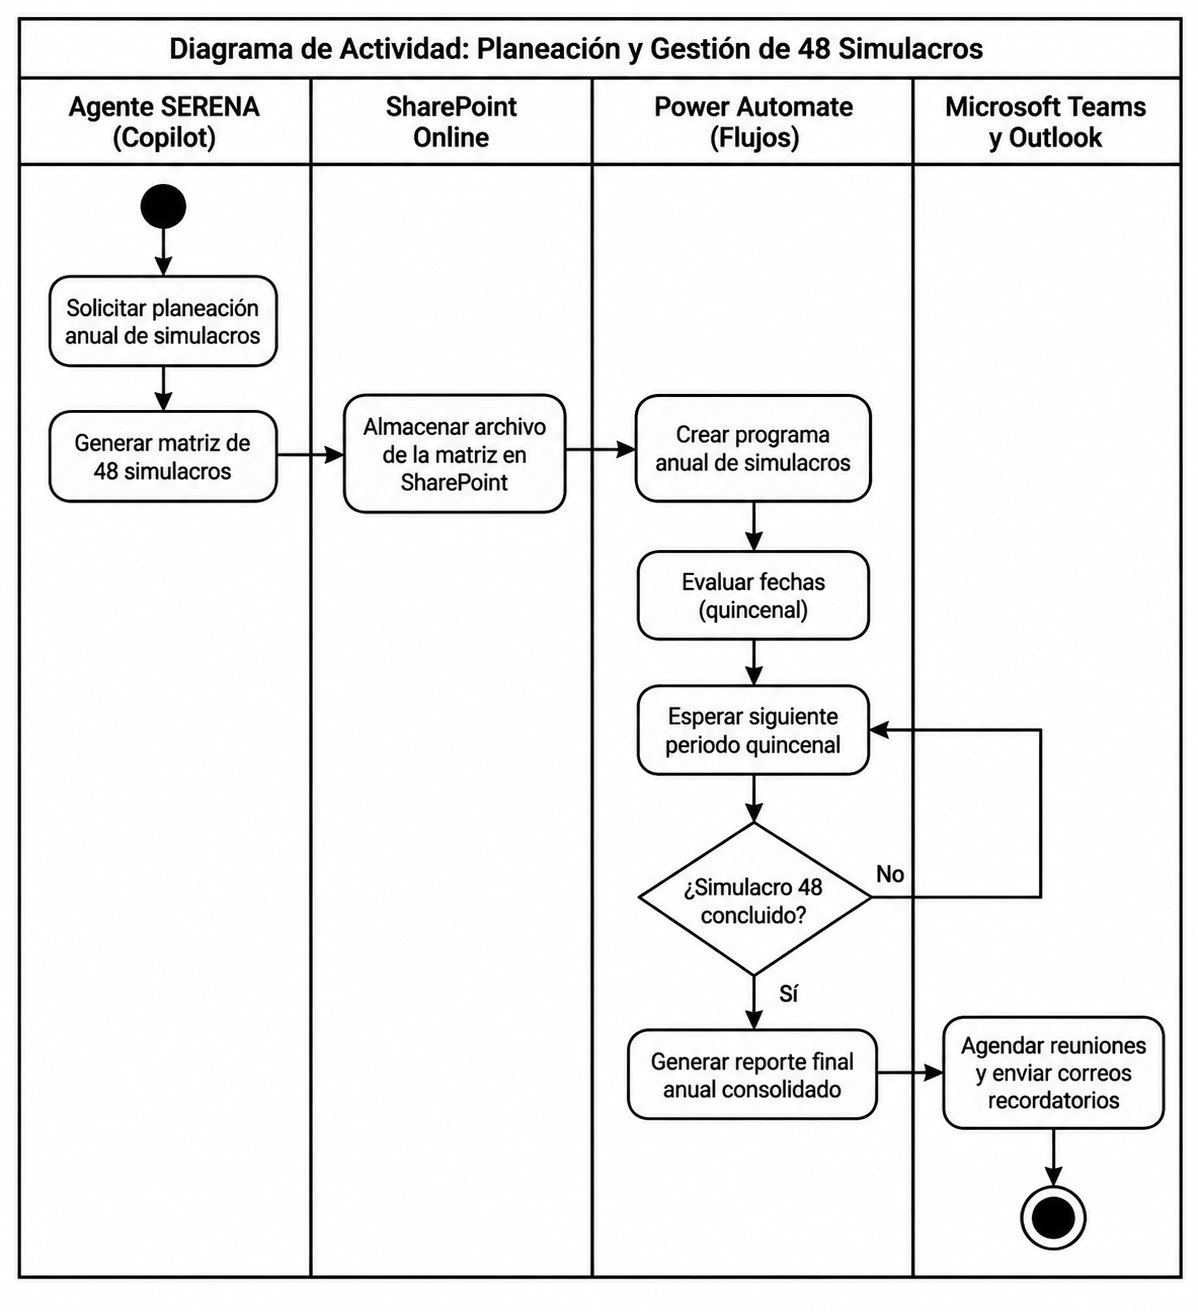 Diagrama de Actividad: Planeación y Gestión de 48 Simulacros
Agente SERENA
(Copilot)
SharePoint
Online
Power Automate
(Flujos)
Microsoft Teams
y Outlook
Solicitar planeación
anual de simulacros
Generar matriz de
48 simulacros
Almacenar archivo
de la matriz en
SharePoint
Crear programa
anual de simulacros
Evaluar fechas
(quincenal)
Esperar siguiente
periodo quincenal
¿Simulacro 48
concluido?
No
Sí
Generar reporte final
anual consolidado
Agendar reuniones
y enviar correos
recordatorios